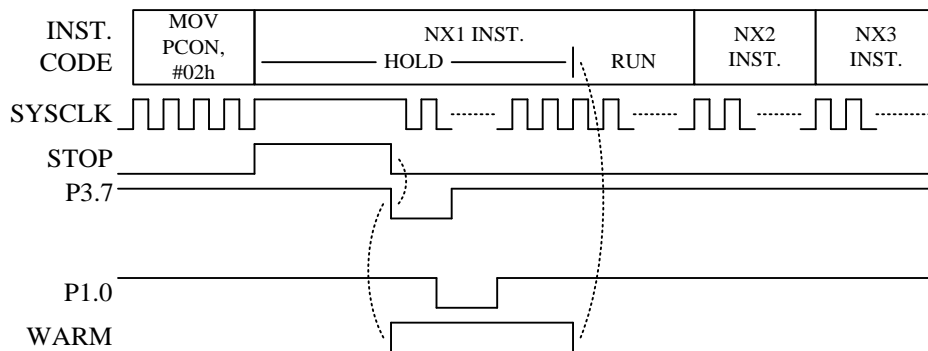 INST.
CODE
MOV
PCON,
#02h
NX1 INST.
HOLD
RUN
NX2
INST.
NX3
INST.
SYSCLK
STOP
P3.7
P1.0
WARM